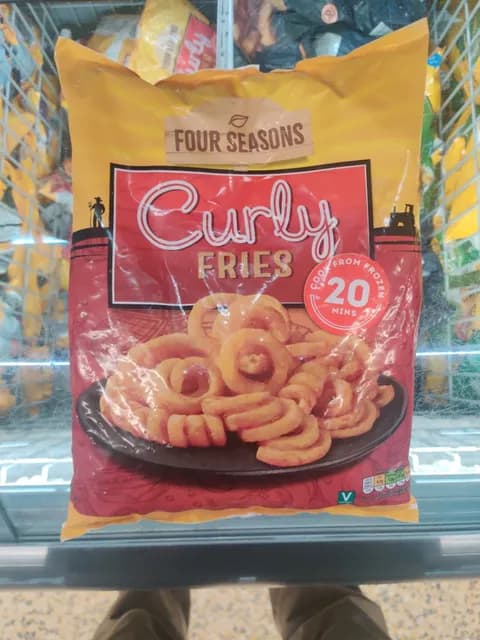 FOUR SEASONS
Curly
FRIES
COOK FROM FROZEN
20
MINS
V